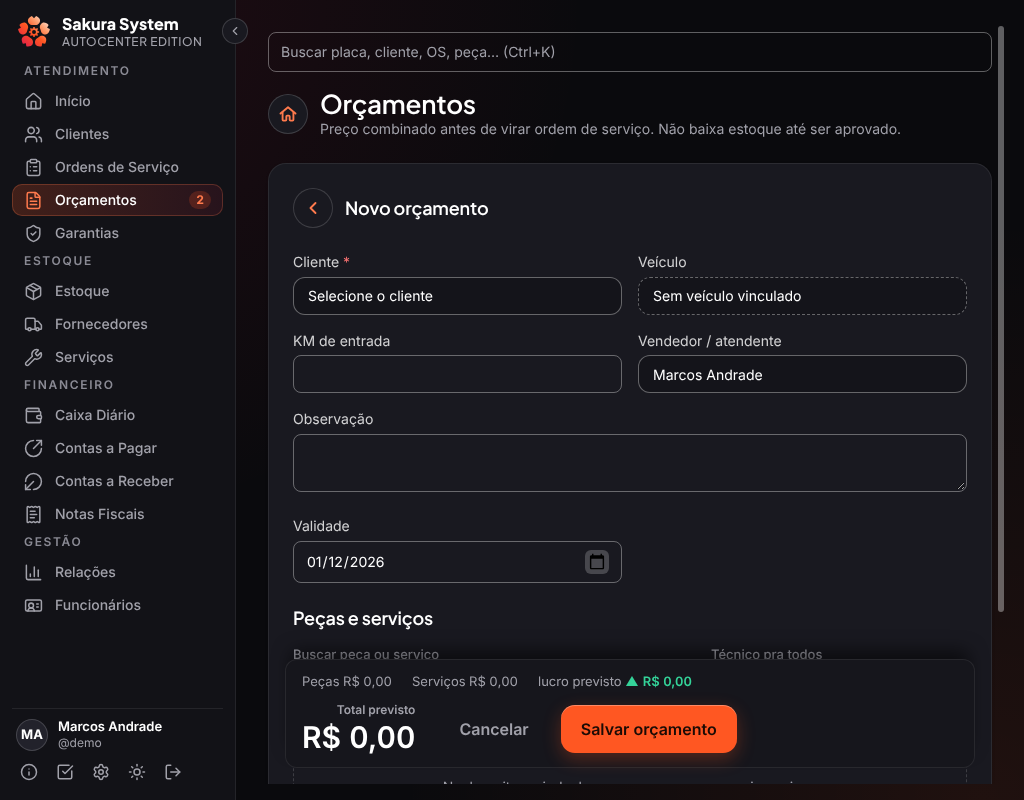 Sakura System
AUTOCENTER EDITION
ATENDIMENTO
Início
Clientes
Ordens de Serviço
Orçamentos 2
Garantias
ESTOQUE
Estoque
Fornecedores
Serviços
FINANCEIRO
Caixa Diário
Contas a Pagar
Contas a Receber
Notas Fiscais
GESTÃO
Relações
Funcionários
MA
Marcos Andrade
@demo
Buscar placa, cliente, OS, peça... (Ctrl+K)
Orçamentos
Preço combinado antes de virar ordem de serviço. Não baixa estoque até ser aprovado.
Novo orçamento
Cliente * Veículo
Selecione o cliente Sem veículo vinculado
KM de entrada Vendedor / atendente
Marcos Andrade
Observação
Validade
01/12/2026
Peças e serviços
Buscar peça ou serviço Técnico pra todos
Peças R$ 0,00 Serviços R$ 0,00 lucro previsto ▲ R$ 0,00
Total previsto
R$ 0,00 Cancelar Salvar orçamento